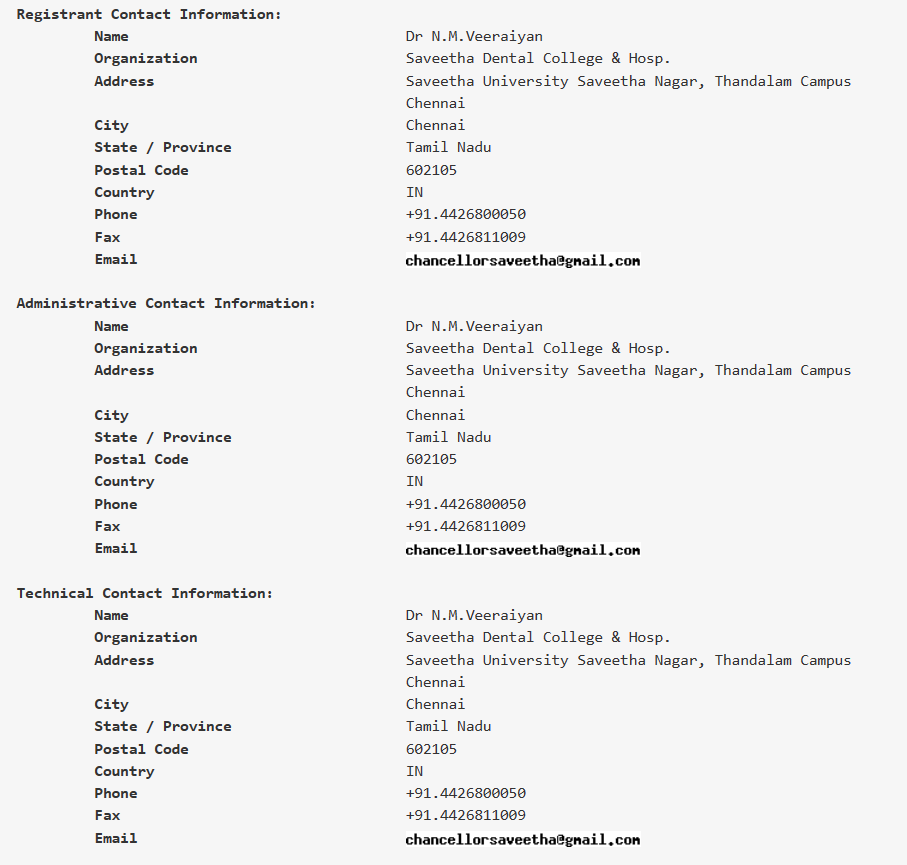 Registrant Contact Information:
Name Dr N.M.Veeraiyan
Organization Saveetha Dental College & Hosp.
Address Saveetha University Saveetha Nagar, Thandalam Campus
Chennai
City Chennai
State / Province Tamil Nadu
Postal Code 602105
Country IN
Phone +91.4426800050
Fax +91.4426811009
Email chancellorsaveetha@gmail.com
Administrative Contact Information:
Name Dr N.M.Veeraiyan
Organization Saveetha Dental College & Hosp.
Address Saveetha University Saveetha Nagar, Thandalam Campus
Chennai
City Chennai
State / Province Tamil Nadu
Postal Code 602105
Country IN
Phone +91.4426800050
Fax +91.4426811009
Email chancellorsaveetha@gmail.com
Technical Contact Information:
Name Dr N.M.Veeraiyan
Organization Saveetha Dental College & Hosp.
Address Saveetha University Saveetha Nagar, Thandalam Campus
Chennai
City Chennai
State / Province Tamil Nadu
Postal Code 602105
Country IN
Phone +91.4426800050
Fax +91.4426811009
Email chancellorsaveetha@gmail.com